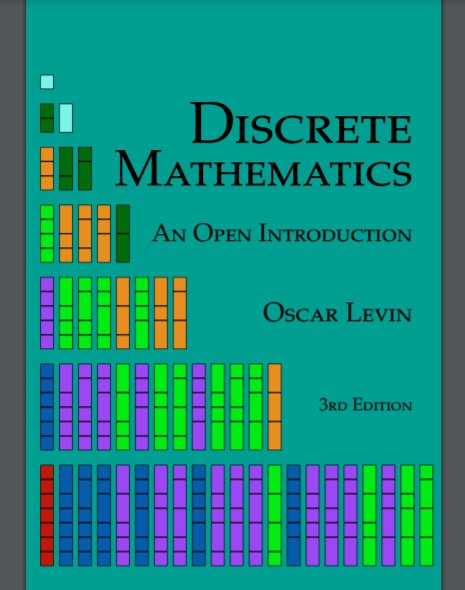 Discrete
Mathematics
An Open Introduction
Oscar Levin
3rd Edition